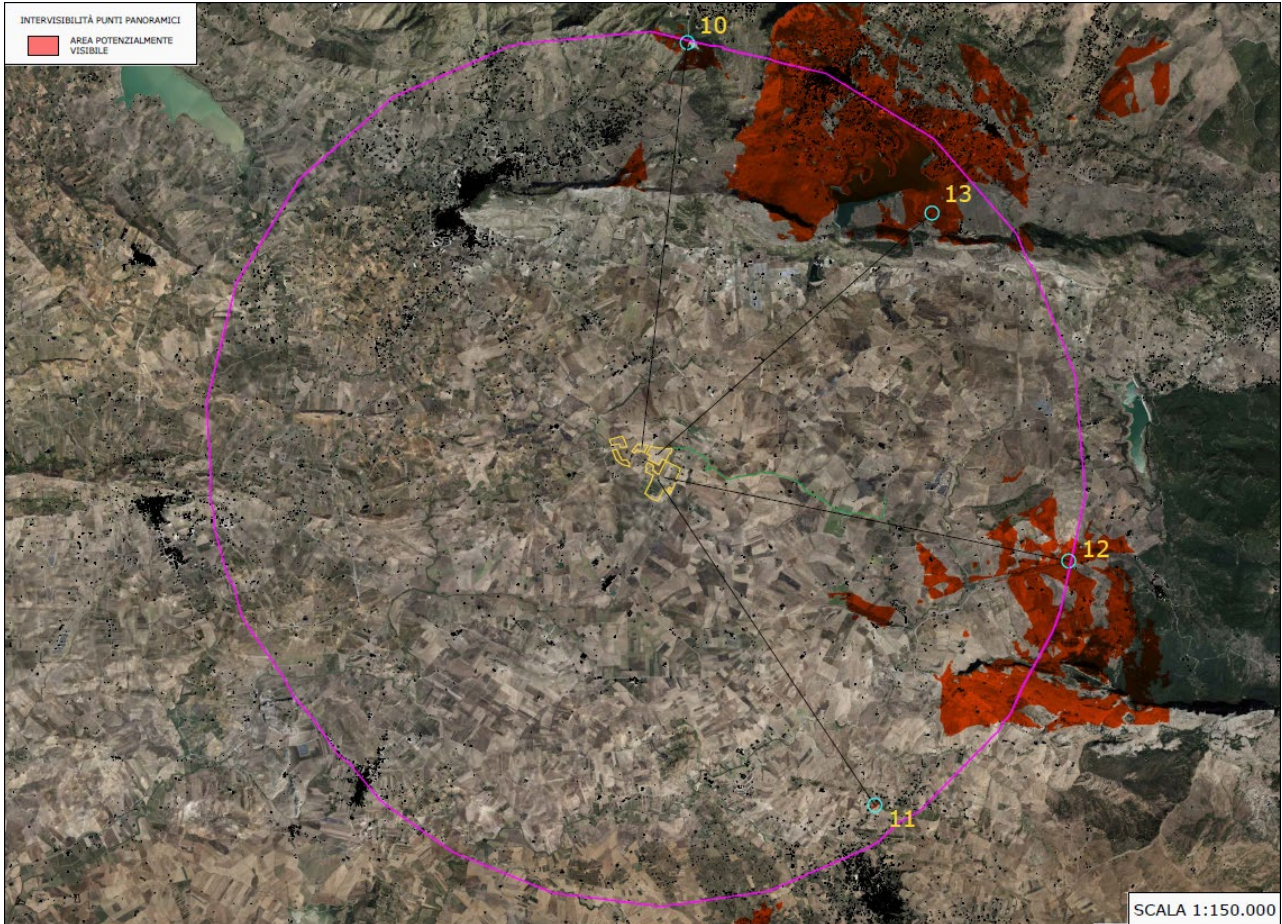 INTERVISIBILITÀ PUNTI PANORAMICI
AREA POTENZIALMENTE
VISIBILE
10
13
12
11
SCALA 1:150.000